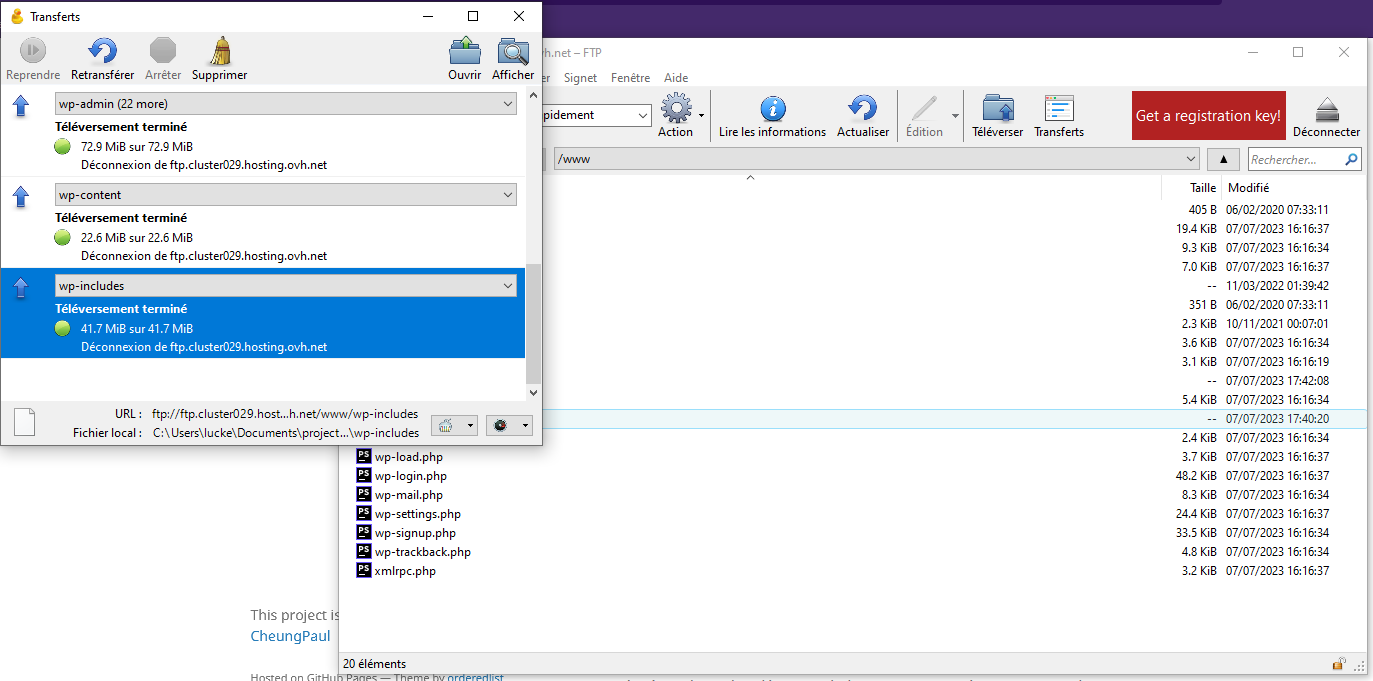 Transferts
Reprendre Retransférer Arrêter Supprimer Ouvrir Afficher
wp-admin (22 more)
Téléversement terminé
72.9 MiB sur 72.9 MiB
Déconnexion de ftp.cluster029.hosting.ovh.net
wp-content
Téléversement terminé
22.6 MiB sur 22.6 MiB
Déconnexion de ftp.cluster029.hosting.ovh.net
wp-includes
Téléversement terminé
41.7 MiB sur 41.7 MiB
Déconnexion de ftp.cluster029.hosting.ovh.net
URL : ftp://ftp.cluster029.host...h.net/www/wp-includes
Fichier local : C:\Users\lucke\Documents\project...\wp-includes
vh.net – FTP
er Signet Fenêtre Aide
pidement
Action Lire les informations Actualiser Édition Téléverser Transferts Get a registration key! Déconnecter
/www Rechercher...
Taille Modifié
405 B 06/02/2020 07:33:11
19.4 KiB 07/07/2023 16:16:37
9.3 KiB 07/07/2023 16:16:34
7.0 KiB 07/07/2023 16:16:37
-- 11/03/2022 01:39:42
351 B 06/02/2020 07:33:11
2.3 KiB 10/11/2021 00:07:01
3.6 KiB 07/07/2023 16:16:34
3.1 KiB 07/07/2023 16:16:19
-- 07/07/2023 17:42:08
5.4 KiB 07/07/2023 16:16:34
-- 07/07/2023 17:40:20
2.4 KiB 07/07/2023 16:16:34
wp-load.php 3.7 KiB 07/07/2023 16:16:37
wp-login.php 48.2 KiB 07/07/2023 16:16:37
wp-mail.php 8.3 KiB 07/07/2023 16:16:34
wp-settings.php 24.4 KiB 07/07/2023 16:16:37
wp-signup.php 33.5 KiB 07/07/2023 16:16:34
wp-trackback.php 4.8 KiB 07/07/2023 16:16:34
xmlrpc.php 3.2 KiB 07/07/2023 16:16:37
20 éléments
This project is
CheungPaul
Hosted on GitHub Pages — Theme by orderedlist